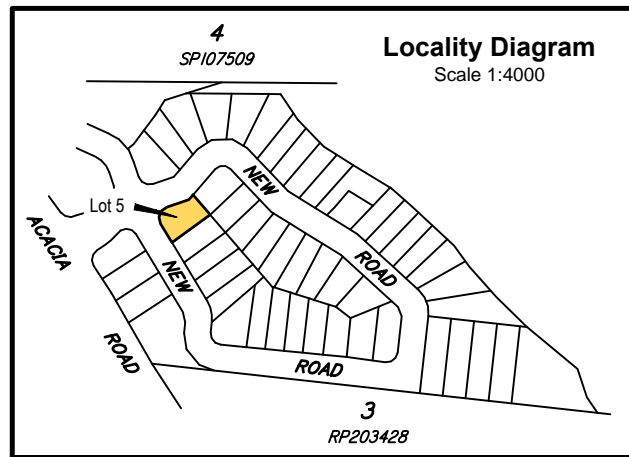 4
SP107509
Locality Diagram
Scale 1:4000
NEW
Lot 5
ACACIA
NEW
ROAD
ROAD
ROAD
3
RP203428